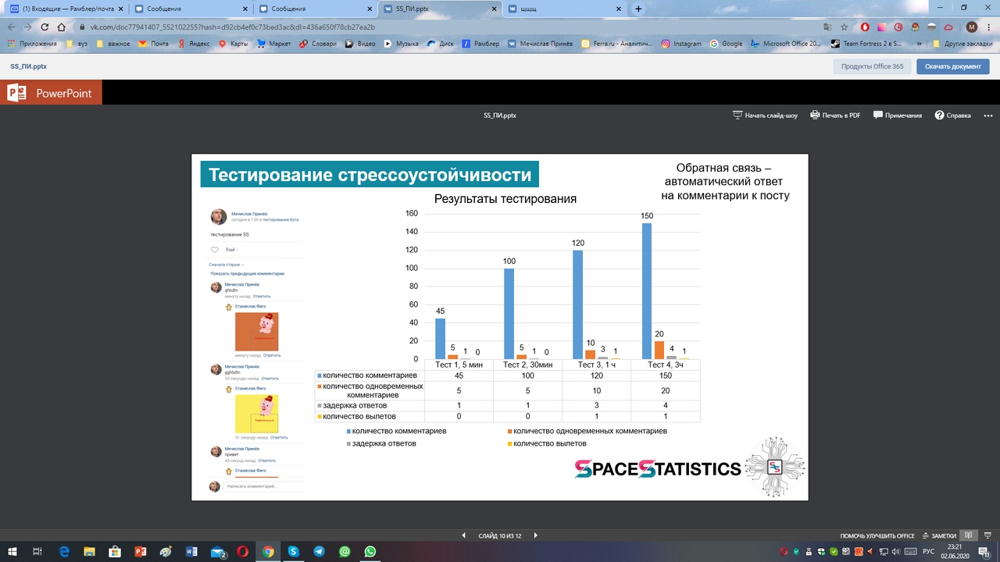 (1) Входящие — Рамблер/почта
Сообщения
Сообщения
SS_ПИ.pptx
щщщ
vk.com/doc77941407_552102255?hash=d92cb4ef0c73bed3ac&dl=436a650f78cb27ea2b
M
Приложения
вуз
важное
Почта
Яндекс
Карты
Маркет
Словари
Видео
Музыка
Диск
Рамблер
Мечислав Принёв
Ferra.ru - Аналитич...
Instagram
Google
Microsoft Office 20...
Team Fortress 2 в S...
»
Другие закладки
SS_ПИ.pptx
Продукты Office 365
Скачать документ
PowerPoint
SS_ПИ.pptx
Начать слайд-шоу
Печать в PDF
Примечания
Справка
Тестирование стрессоустойчивости
Обратная связь –
автоматический ответ
на комментарии к посту
Мечислав Принёв
сегодня в 1:05 в тестирование бота
тестирование SS
Ещё
Сначала старые
Показать предыдущие комментарии
Мечислав Принёв
ghbdtn
минуту назад Ответить
Станислав Фиго
минуту назад Ответить
Мечислав Принёв
gghbdtn
53 секунды назад Ответить
Станислав Фиго
51 секунду назад Ответить
Мечислав Принёв
привет
45 секунд назад Ответить
Станислав Фиго
Написать комментарий...
Результаты тестирования
160
140
120
100
80
60
40
20
0
45
5
1
0
100
5
1
0
120
10
3
150
20
4
1
Тест 1, 5 мин
Тест 2, 30мин
Тест 3, 1 ч
Тест 4, 3ч
количество комментариев
45
100
120
150
количество одновременных
комментариев
5
5
10
20
задержка ответов
1
1
3
4
количество вылетов
0
0
1
1
количество комментариев
количество одновременных комментариев
задержка ответов
количество вылетов
SPACESTATISTICS
СЛАЙД 10 ИЗ 12
ПОМОЧЬ УЛУЧШИТЬ OFFICE
ЗАМЕТКИ
РУС
23:21
02.06.2020